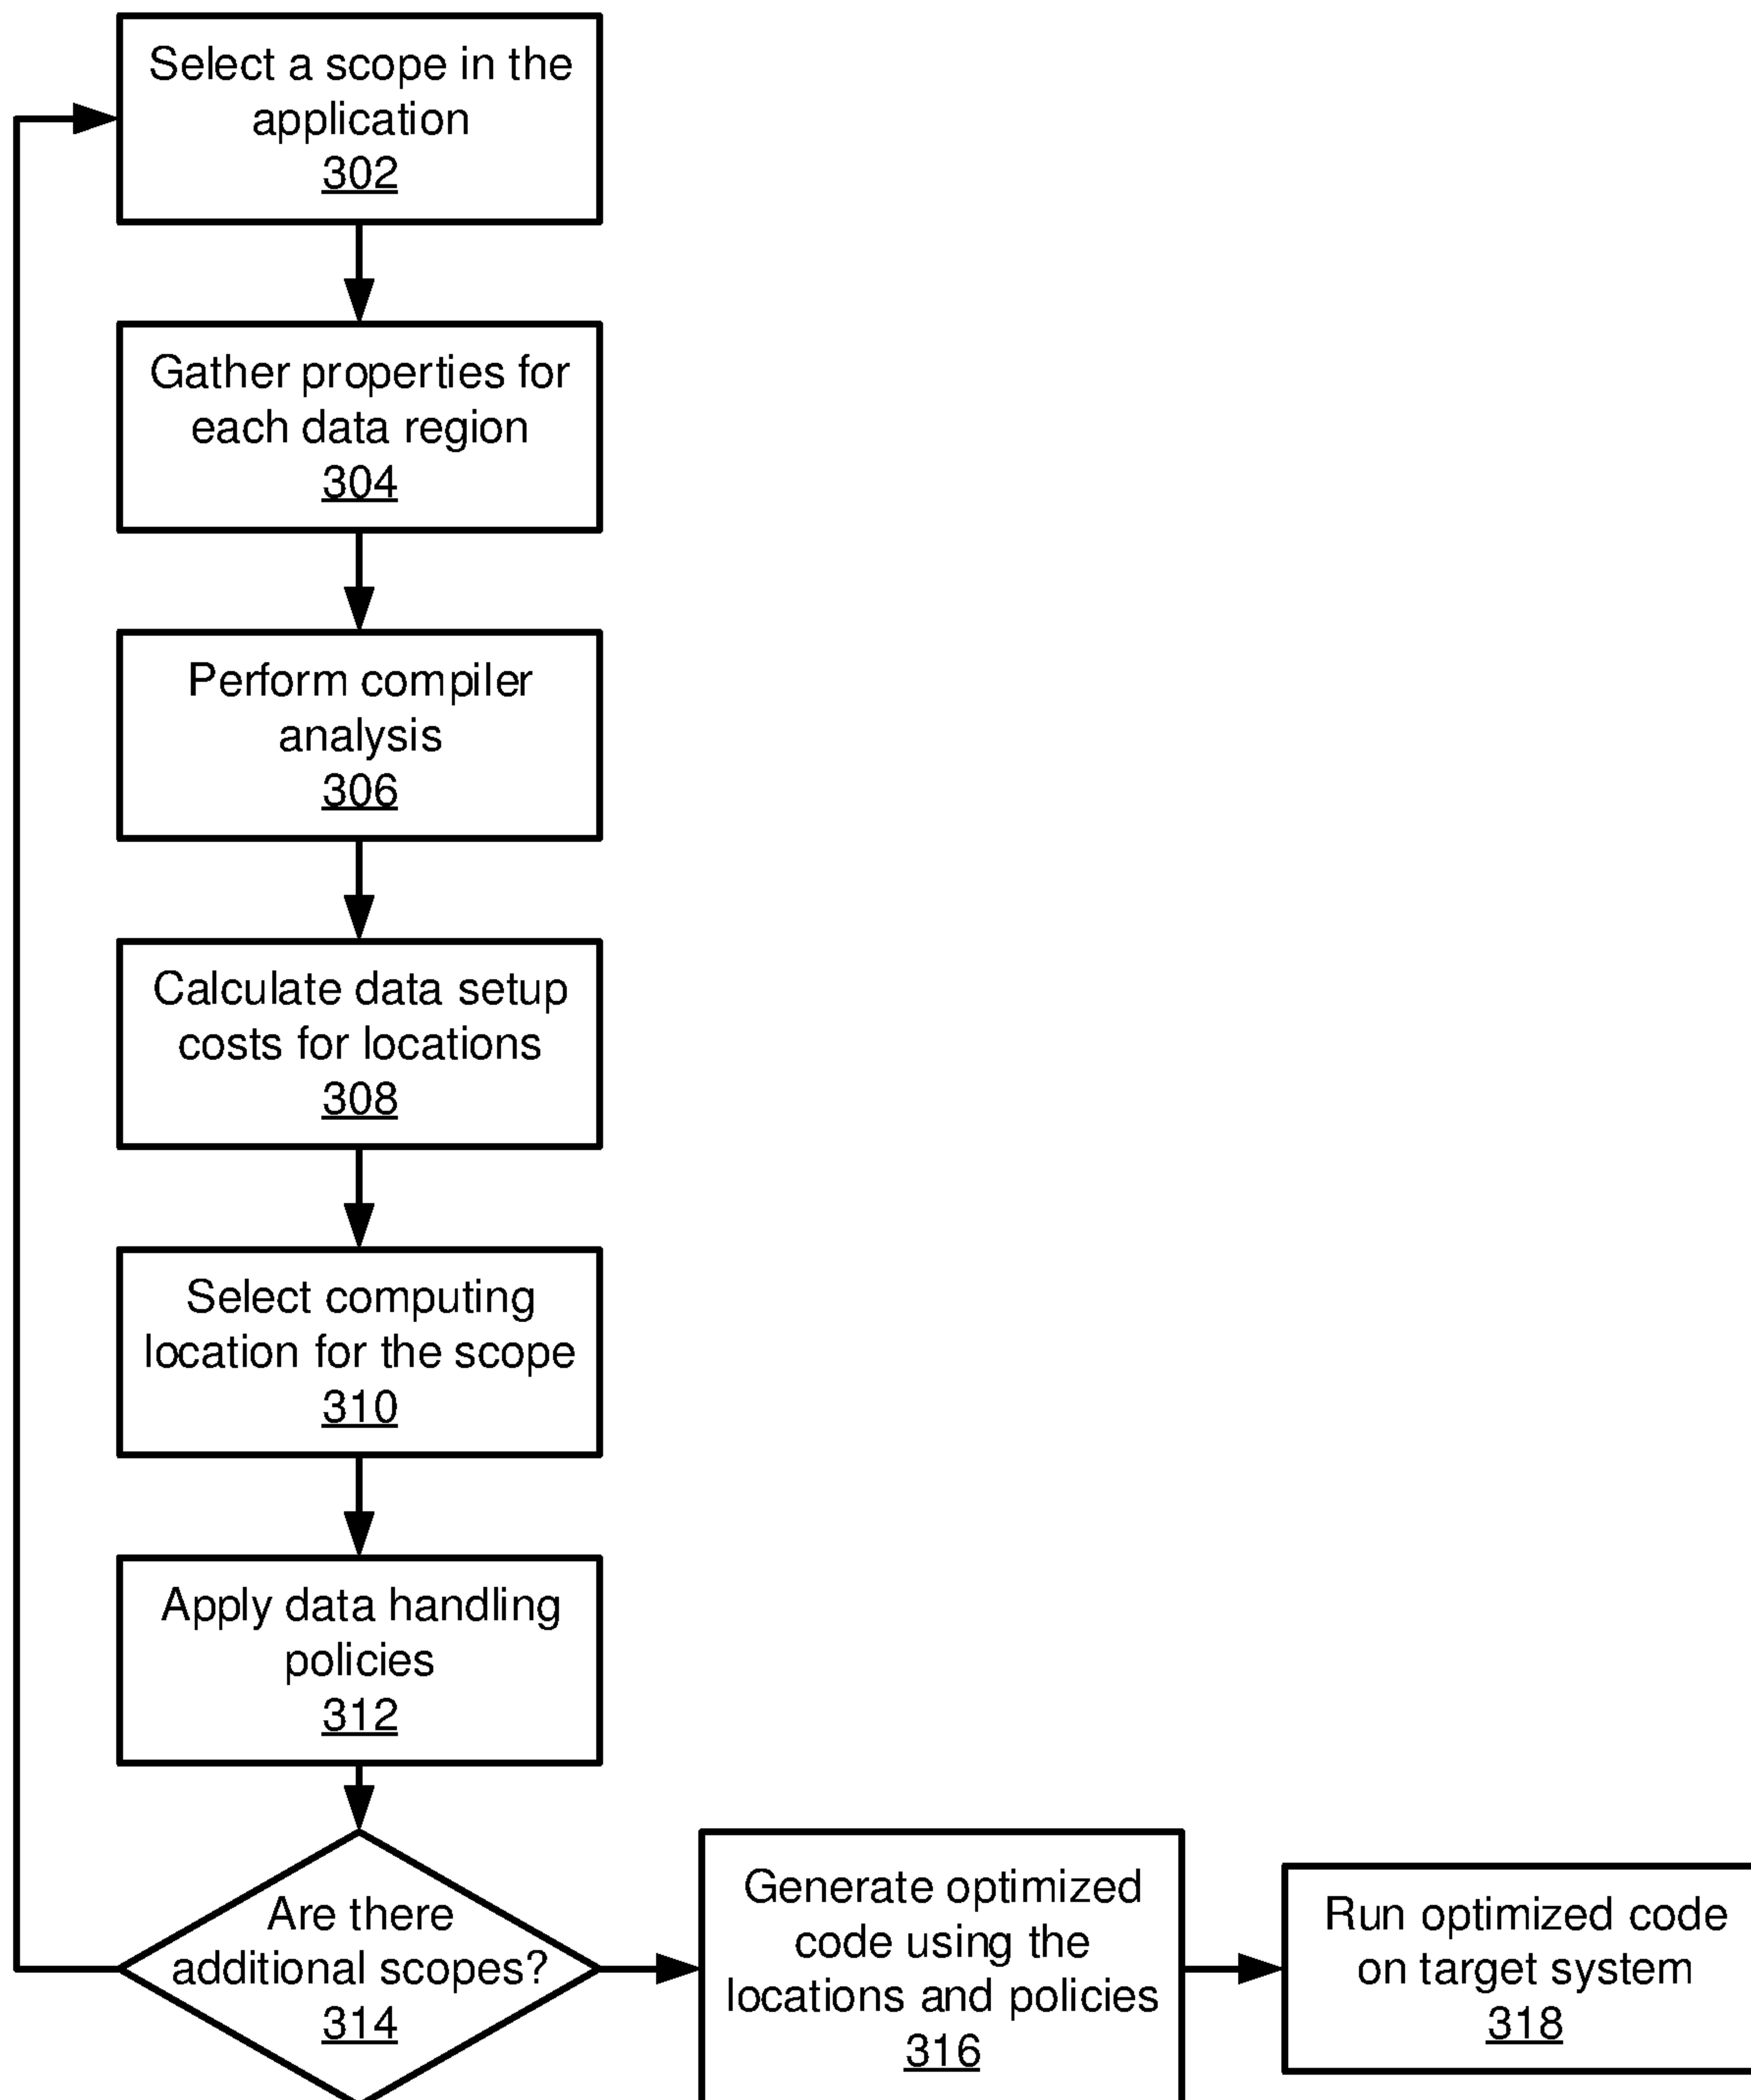 Select a scope in the
application
302
Gather properties for
each data region
304
Perform compiler
analysis
306
Calculate data setup
costs for locations
308
Select computing
location for the scope
310
Apply data handling
policies
312
Are there
additional scopes?
314
Generate optimized
code using the
locations and policies
316
Run optimized code
on target system
318